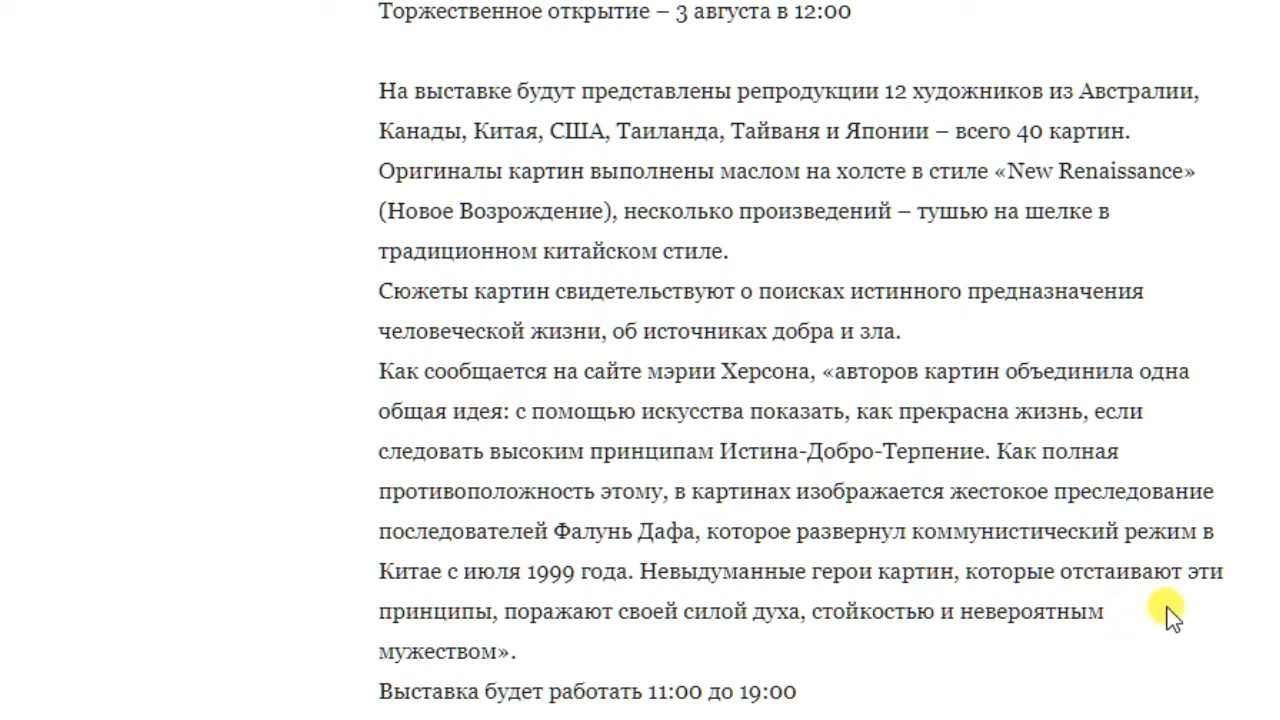 Торжественное открытие – 3 августа в 12:00
На выставке будут представлены репродукции 12 художников из Австралии,
Канады, Китая, США, Таиланда, Тайваня и Японии – всего 40 картин.
Оригиналы картин выполнены маслом на холсте в стиле «New Renaissance»
(Новое Возрождение), несколько произведений – тушью на шелке в
традиционном китайском стиле.
Сюжеты картин свидетельствуют о поисках истинного предназначения
человеческой жизни, об источниках добра и зла.
Как сообщается на сайте мэрии Херсона, «авторов картин объединила одна
общая идея: с помощью искусства показать, как прекрасна жизнь, если
следовать высоким принципам Истина-Добро-Терпение. Как полная
противоположность этому, в картинах изображается жестокое преследование
последователей Фалунь Дафа, которое развернул коммунистический режим в
Китае с июля 1999 года. Невыдуманные герои картин, которые отстаивают эти
принципы, поражают своей силой духа, стойкостью и невероятным
мужеством».
Выставка будет работать 11:00 до 19:00